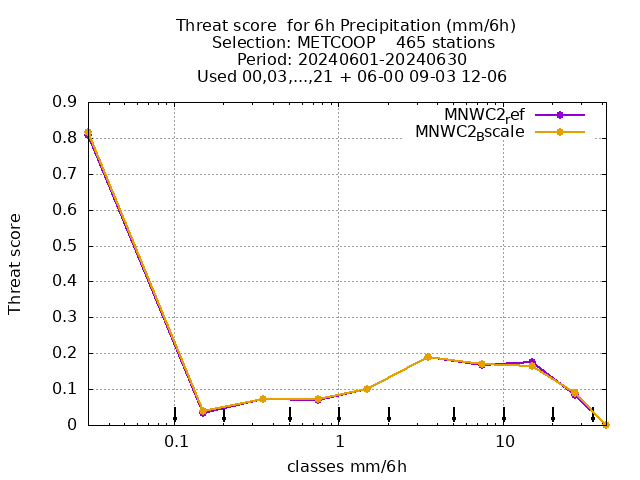 Threat score  for 6h Precipitation (mm/6h)
Selection: METCOOP    465 stations
Period: 20240601-20240630
Used 00,03,...,21 + 06-00 09-03 12-06
MNWC2ref
MNWC2Bscale
0.9
0.8
0.7
0.6
0.5
0.4
0.3
0.2
0.1
0
Threat score
0.1
1
10
classes mm/6h